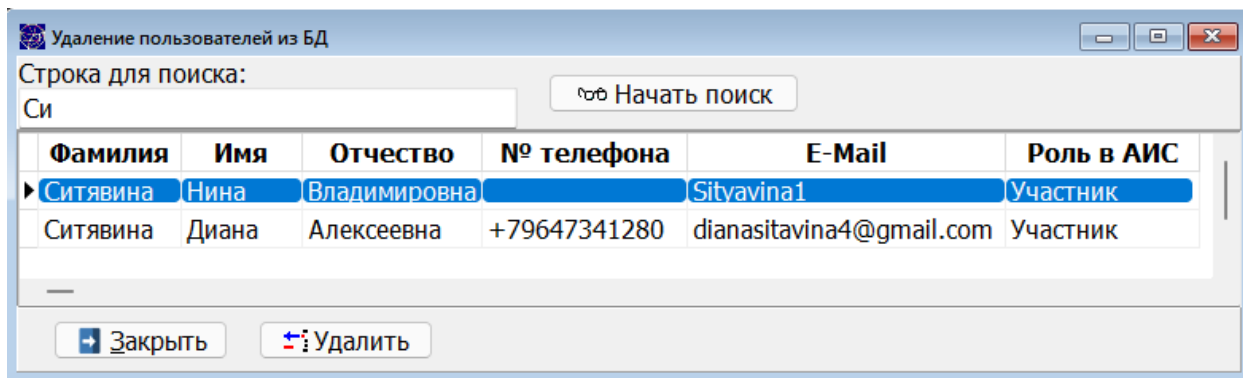 Удаление пользователей из БД
Строка для поиска:
Си
Начать поиск
Фамилия Имя Отчество № телефона E-Mail Роль в АИС
Ситявина Нина Владимировна Sityavina1 Участник
Ситявина Диана Алексеевна +79647341280 dianasitavina4@gmail.com Участник
Закрыть Удалить